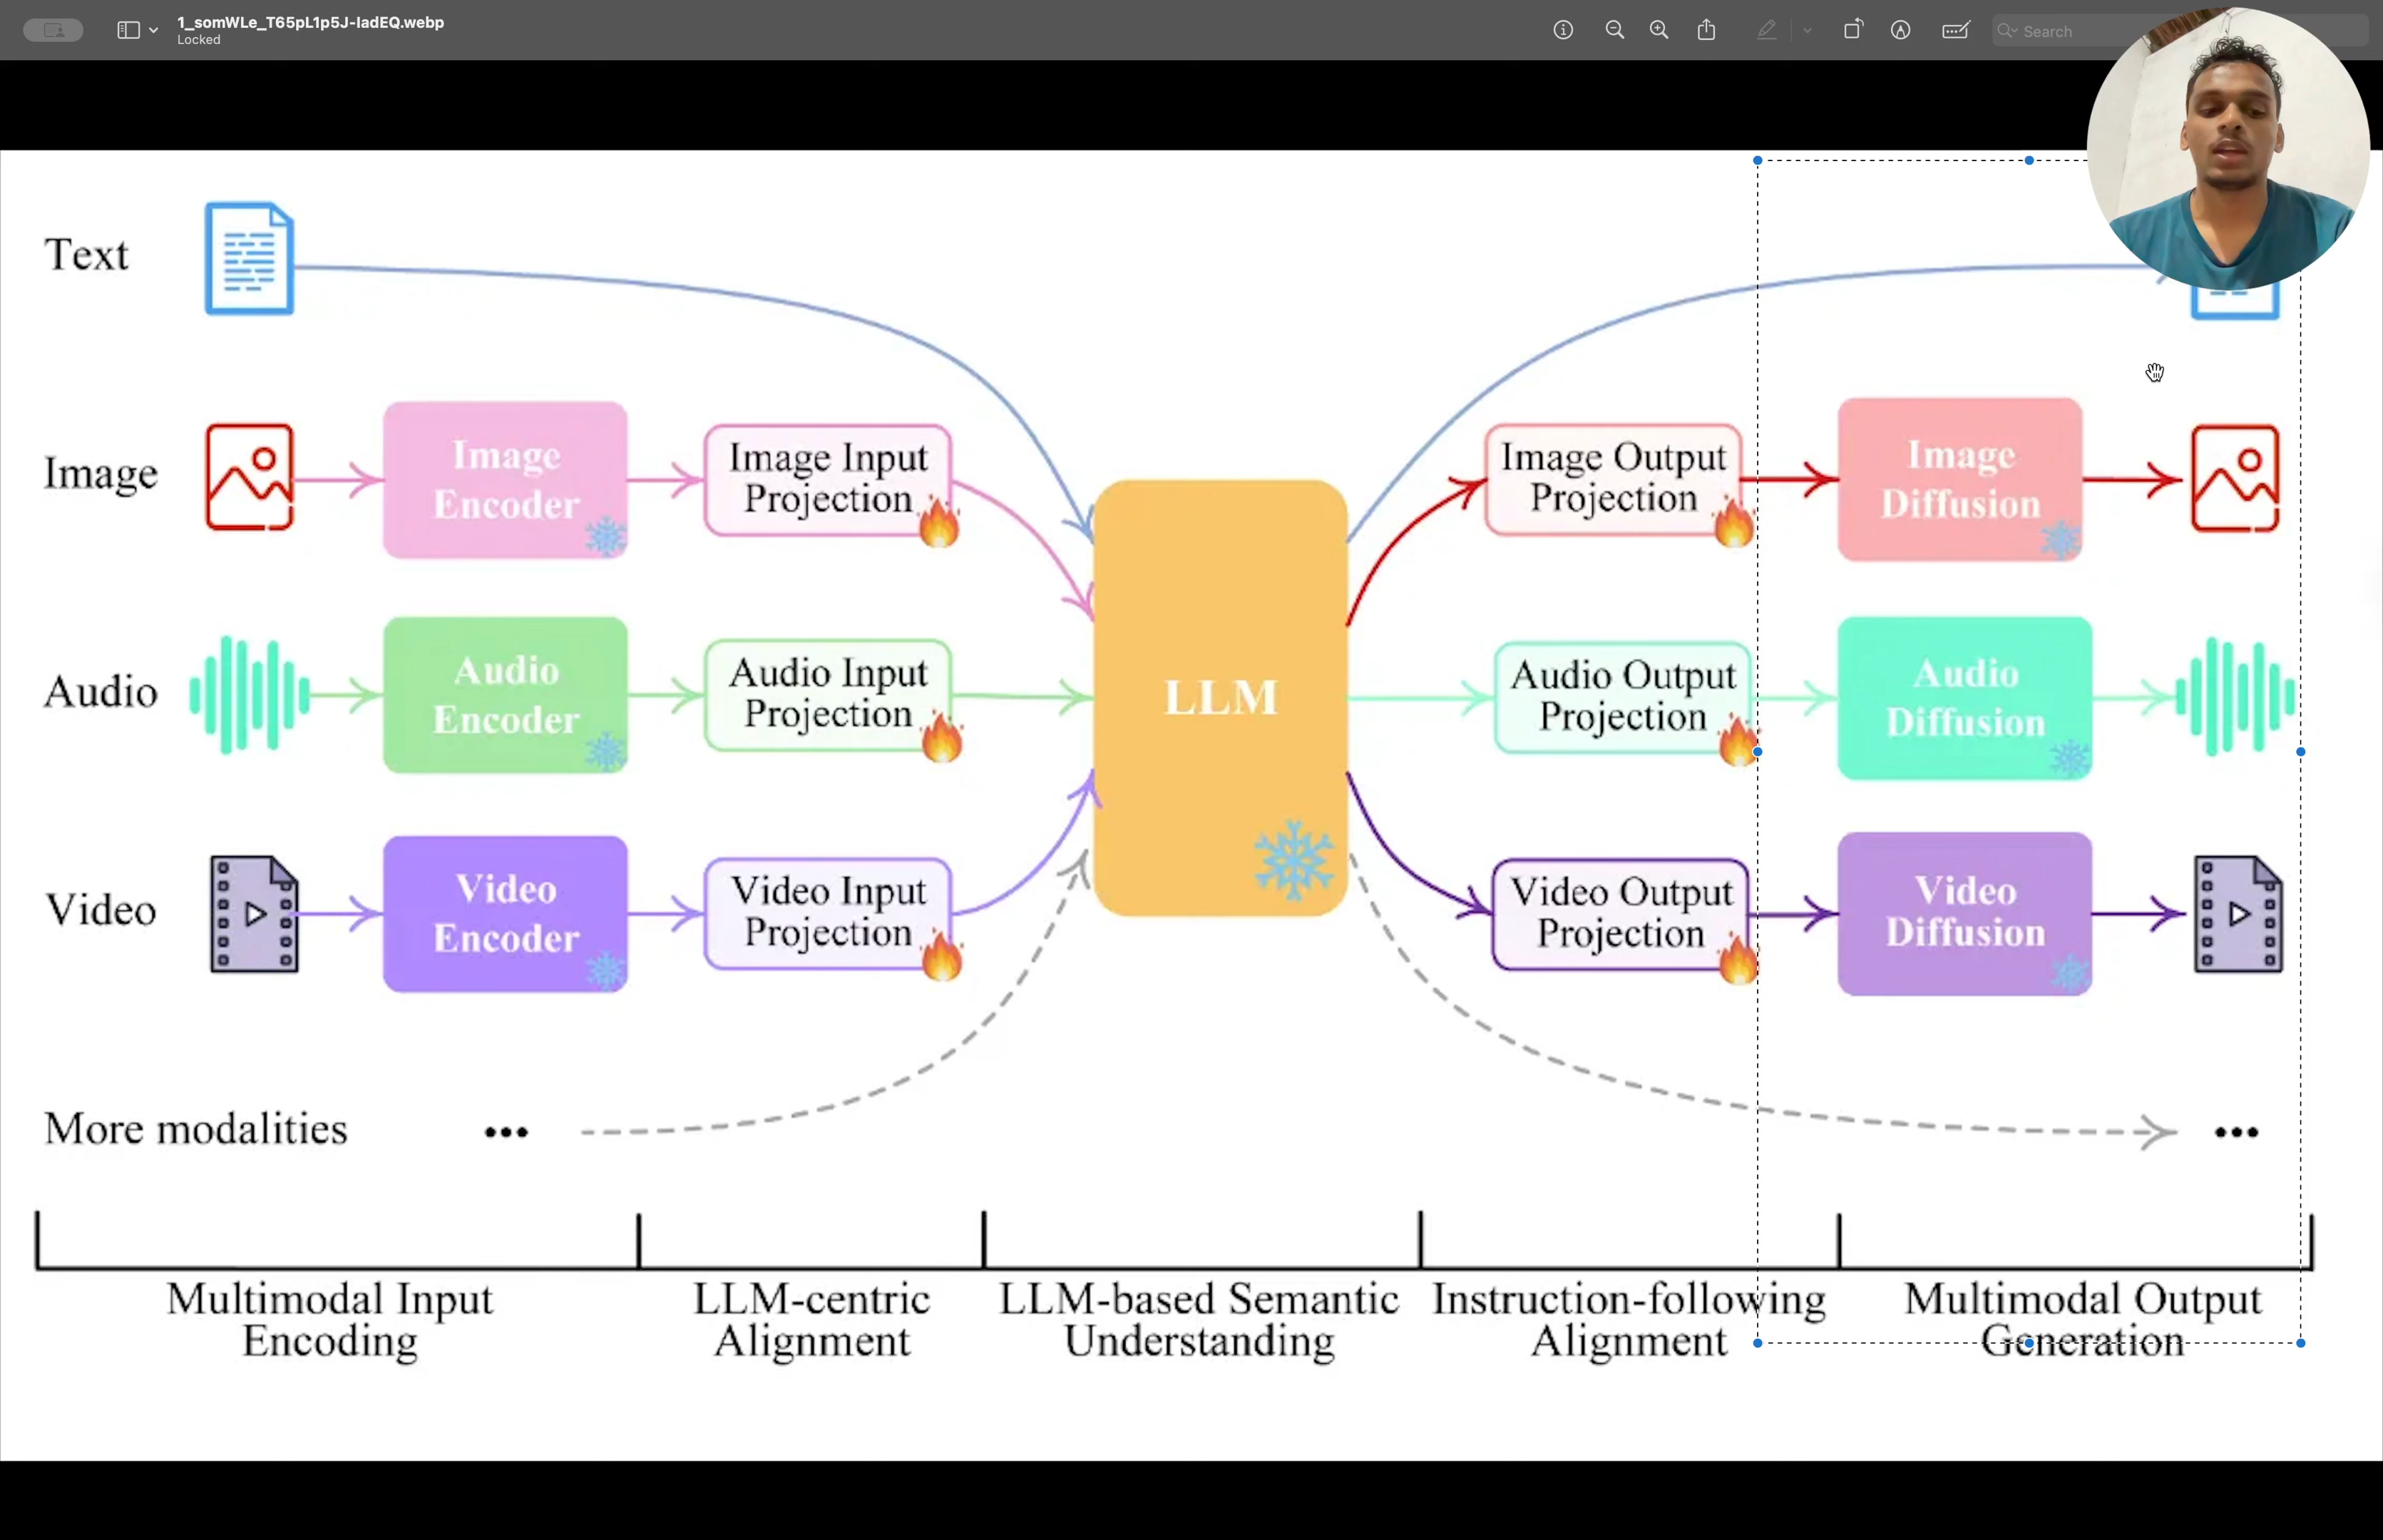 1_somWLe_T65pL1p5J-ladEQ.webp
Locked
Search
Text
Image
Image
Encoder
Image Input
Projection
Image Output
Projection
Image
Diffusion
Audio
Audio
Encoder
Audio Input
Projection
LLM
Audio Output
Projection
Audio
Diffusion
Video
Video
Encoder
Video Input
Projection
Video Output
Projection
Video
Diffusion
More modalities
...
...
Multimodal Input
Encoding
LLM-centric
Alignment
LLM-based Semantic
Understanding
Instruction-following
Alignment
Multimodal Output
Generation